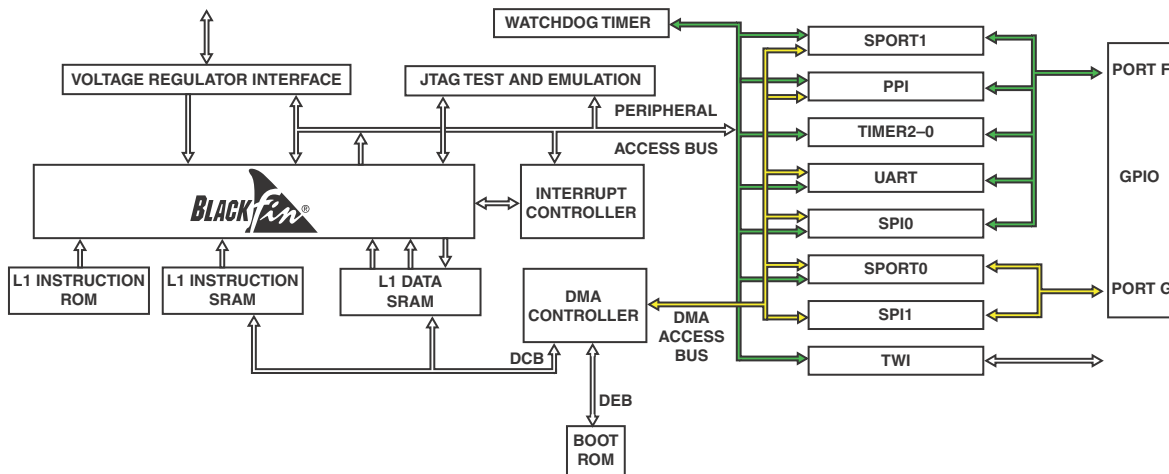 WATCHDOG TIMER
VOLTAGE REGULATOR INTERFACE
JTAG TEST AND EMULATION
PERIPHERAL
ACCESS BUS
BLACKfin®
INTERRUPT
CONTROLLER
L1 INSTRUCTION
ROM
L1 INSTRUCTION
SRAM
L1 DATA
SRAM
DMA
CONTROLLER
DMA
ACCESS
BUS
DCB
DEB
BOOT
ROM
SPORT1
PPI
TIMER2–0
UART
SPI0
SPORT0
SPI1
TWI
PORT F
GPIO
PORT G